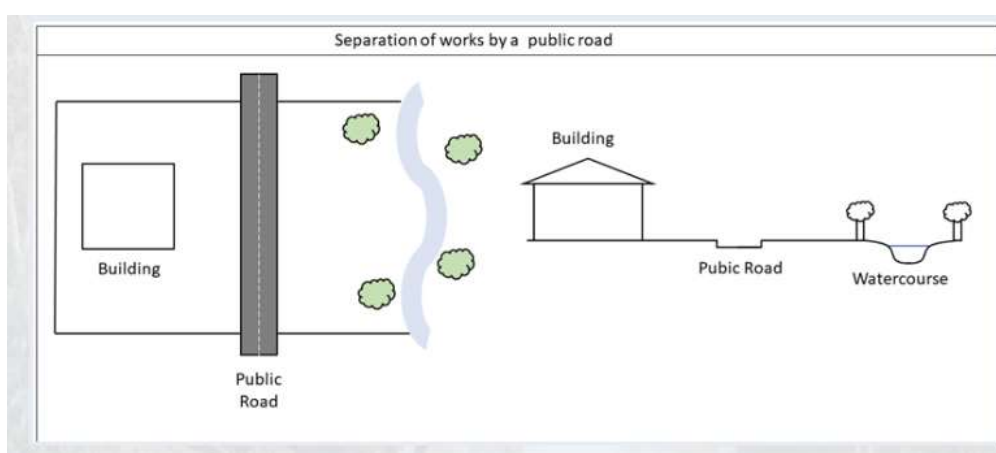 Separation of works by a public road
Building
Public
Road
Building
Pubic Road
Watercourse